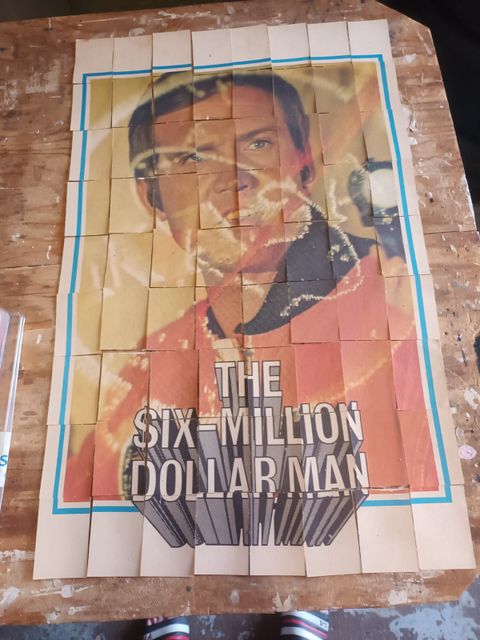 THE
SIX-MILLION
DOLLAR MAN
S